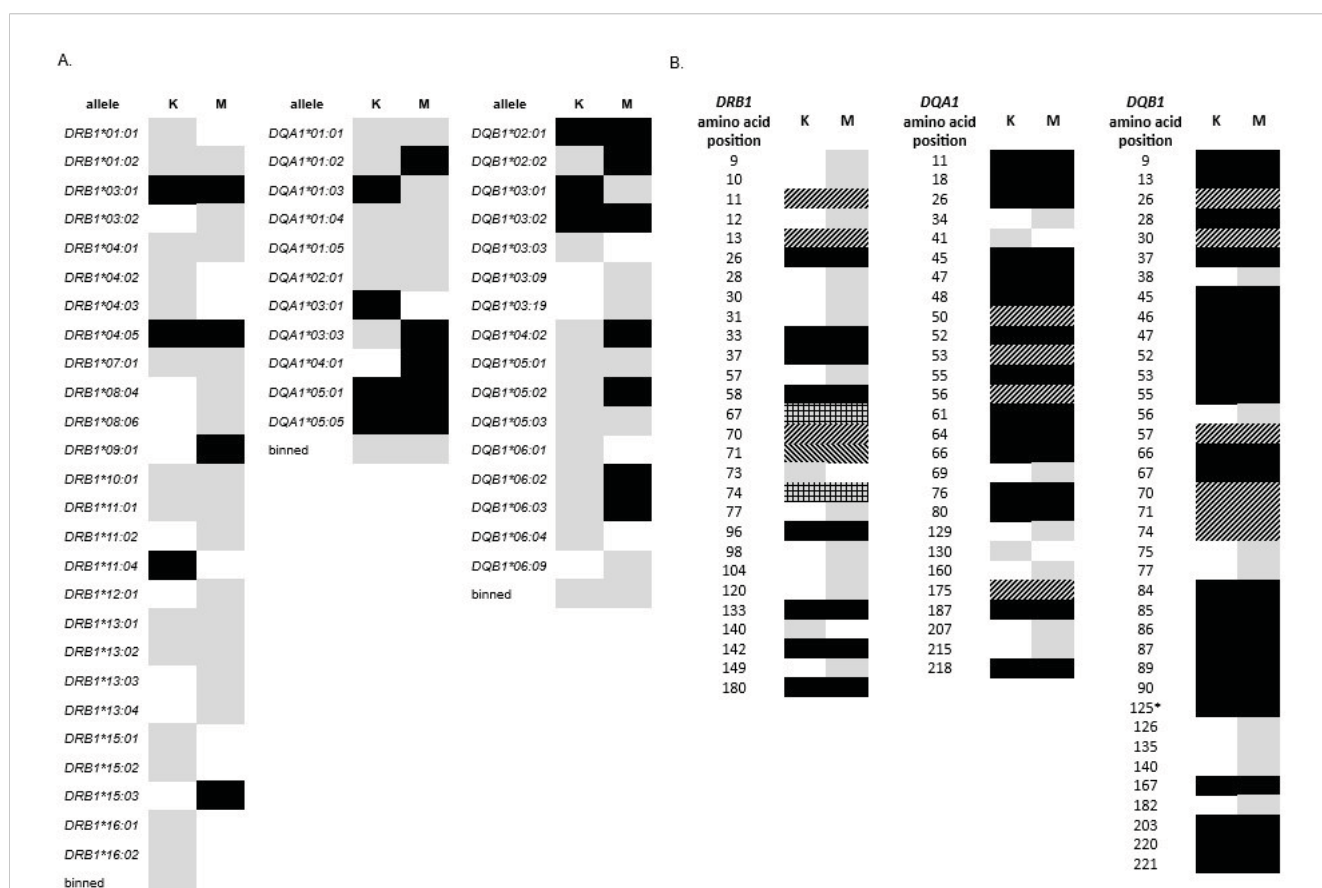 A.
allele K M
DRB1*01:01
DRB1*01:02
DRB1*03:01
DRB1*03:02
DRB1*04:01
DRB1*04:02
DRB1*04:03
DRB1*04:05
DRB1*07:01
DRB1*08:04
DRB1*08:06
DRB1*09:01
DRB1*10:01
DRB1*11:01
DRB1*11:02
DRB1*11:04
DRB1*12:01
DRB1*13:01
DRB1*13:02
DRB1*13:03
DRB1*13:04
DRB1*15:01
DRB1*15:02
DRB1*15:03
DRB1*16:01
DRB1*16:02
binned
allele K M
DQA1*01:01
DQA1*01:02
DQA1*01:03
DQA1*01:04
DQA1*01:05
DQA1*02:01
DQA1*03:01
DQA1*03:03
DQA1*04:01
DQA1*05:01
DQA1*05:05
binned
allele K M
DQB1*02:01
DQB1*02:02
DQB1*03:01
DQB1*03:02
DQB1*03:03
DQB1*03:09
DQB1*03:19
DQB1*04:02
DQB1*05:01
DQB1*05:02
DQB1*05:03
DQB1*06:01
DQB1*06:02
DQB1*06:03
DQB1*06:04
DQB1*06:09
binned
B.
DRB1
amino acid K M
position
9
10
11
12
13
26
28
30
31
33
37
57
58
67
70
71
73
74
77
96
98
104
120
133
140
142
149
180
DQA1
amino acid K M
position
11
18
26
34
41
45
47
48
50
52
53
55
56
61
64
66
69
76
80
129
130
160
175
187
207
215
218
DQB1
amino acid K M
position
9
13
26
28
30
37
38
45
46
47
52
53
55
56
57
66
67
70
71
74
75
77
84
85
86
87
89
90
125*
126
135
140
167
182
203
220
221